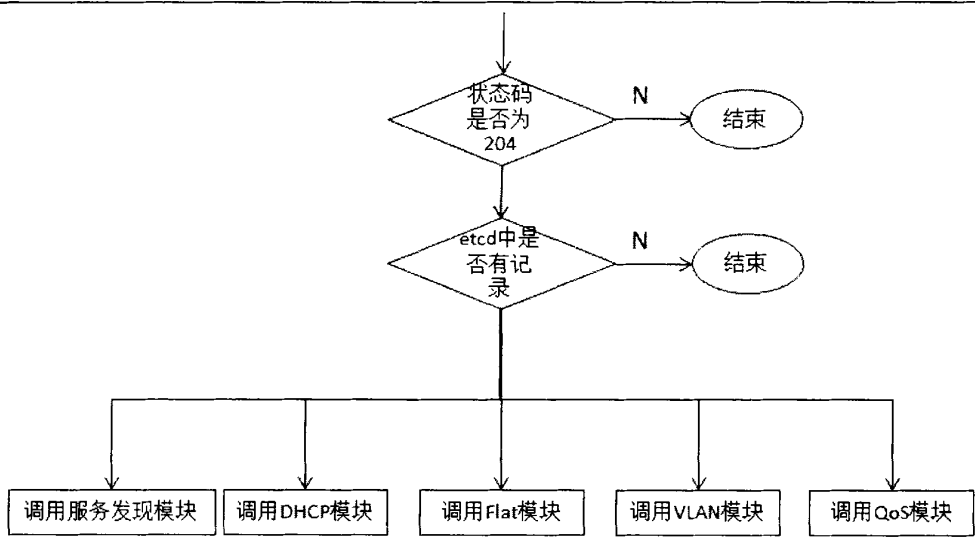 状态码
是否为
204
N
结束
etcd中是
否有记
录
N
结束
调用服务发现模块
调用DHCP模块
调用Flat模块
调用VLAN模块
调用QoS模块